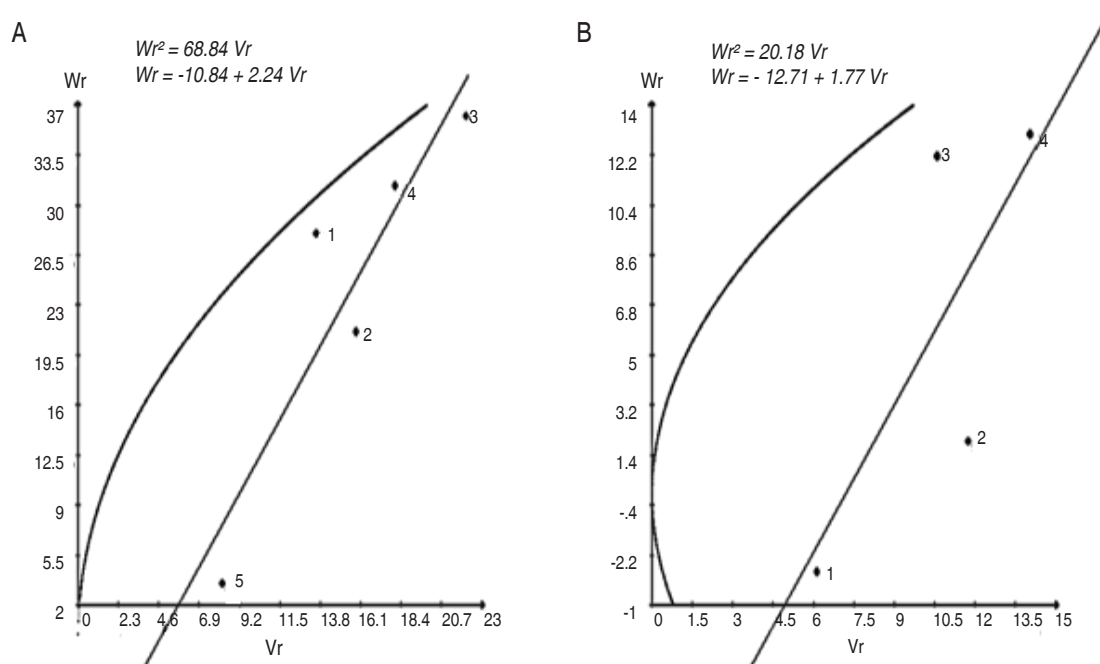 A
Wr² = 68.84 Vr
Wr = -10.84 + 2.24 Vr
Wr
37
33.5
30
26.5
23
19.5
16
12.5
9
5.5
2
3
4
1
2
5
0 2.3 4.6 6.9 9.2 11.5 13.8 16.1 18.4 20.7 23
Vr
B
Wr² = 20.18 Vr
Wr = - 12.71 + 1.77 Vr
Wr
14
12.2
10.4
8.6
6.8
5
3.2
1.4
-.4
-2.2
-1
4
3
2
1
0 1.5 3 4.5 6 7.5 9 10.5 12 13.5 15
Vr